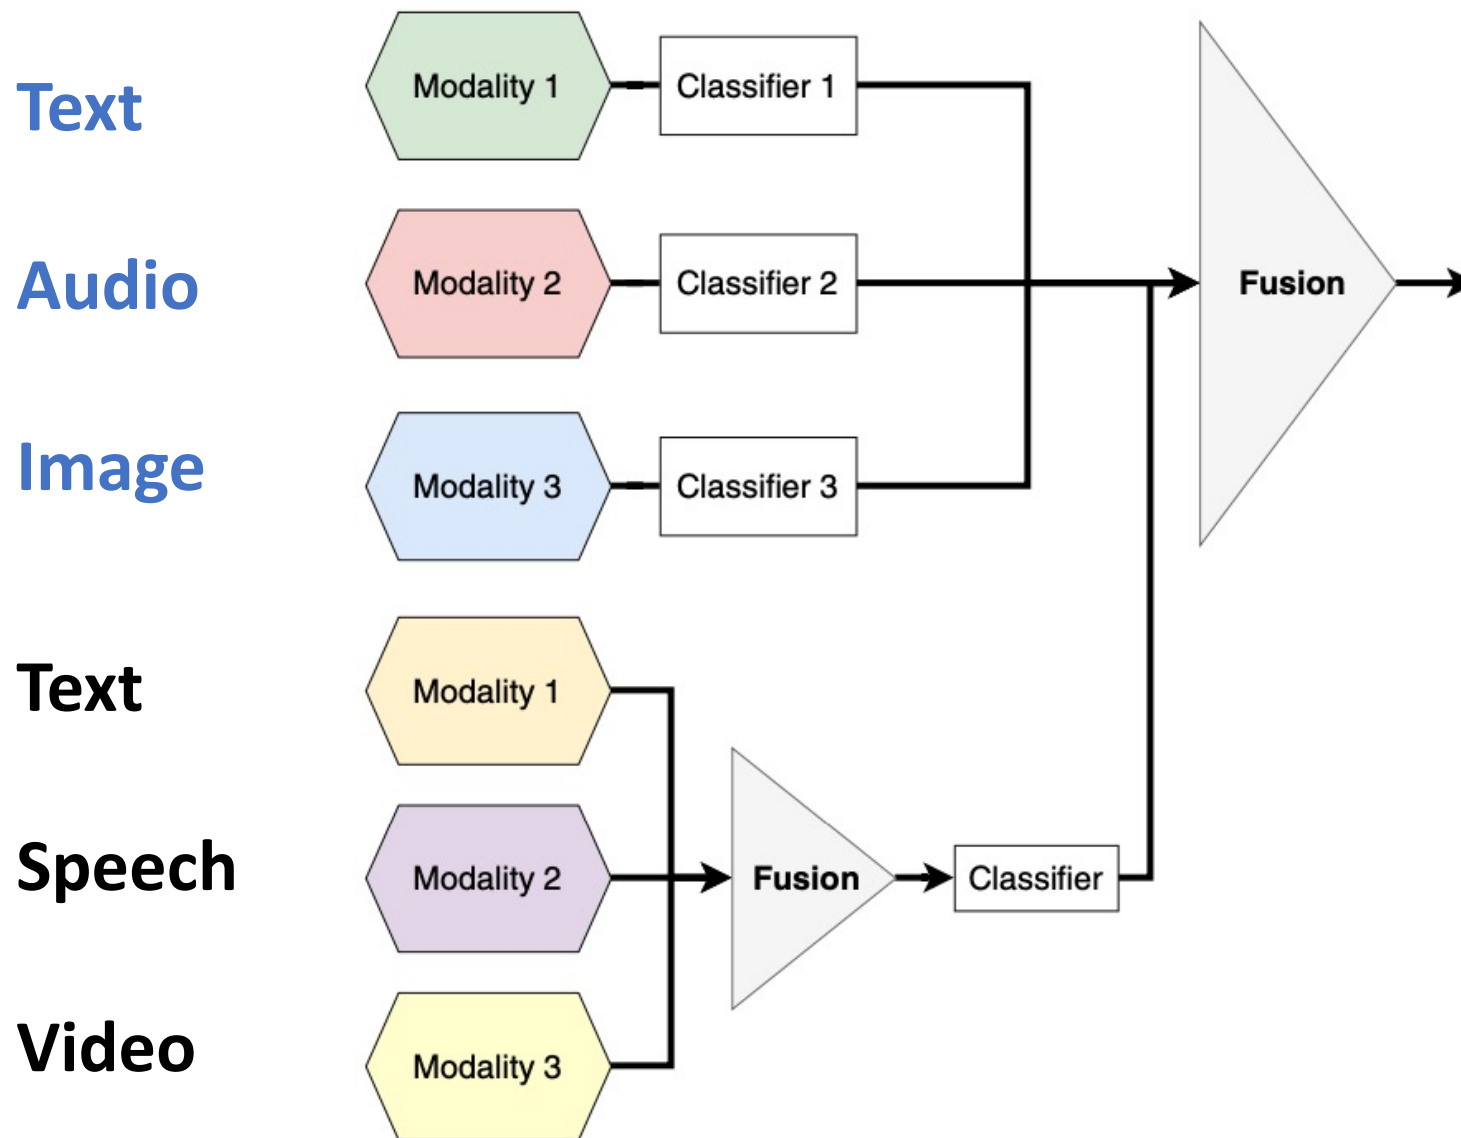 Text
Modality 1
Classifier 1
Audio
Modality 2
Classifier 2
Fusion
Image
Modality 3
Classifier 3
Text
Modality 1
Speech
Modality 2
Fusion
Classifier
Video
Modality 3